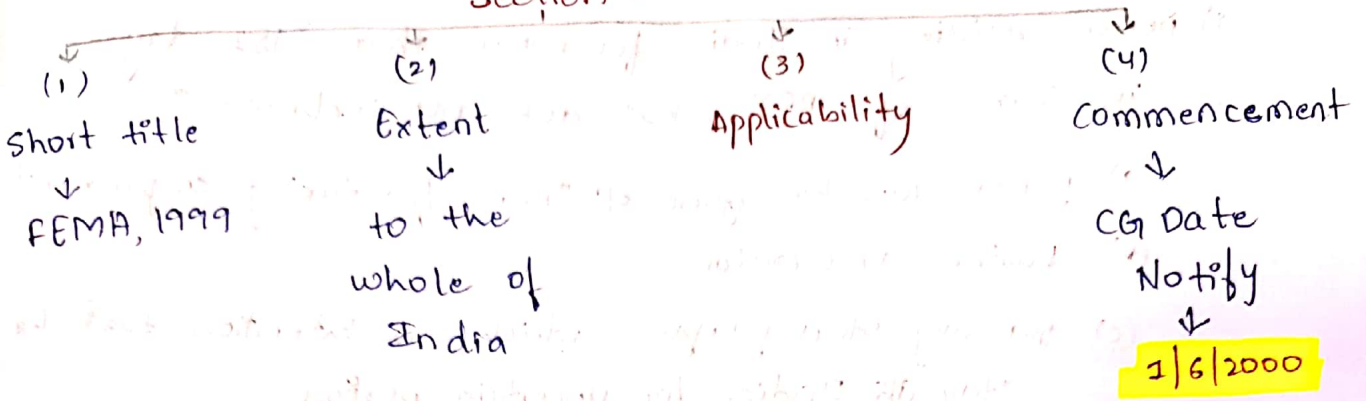 (1)
Short title
FEMA, 1999
(2)
Extent
to the
whole of
India
(3)
Applicability
(4)
Commencement
CG Date
Notify
1/6/2000